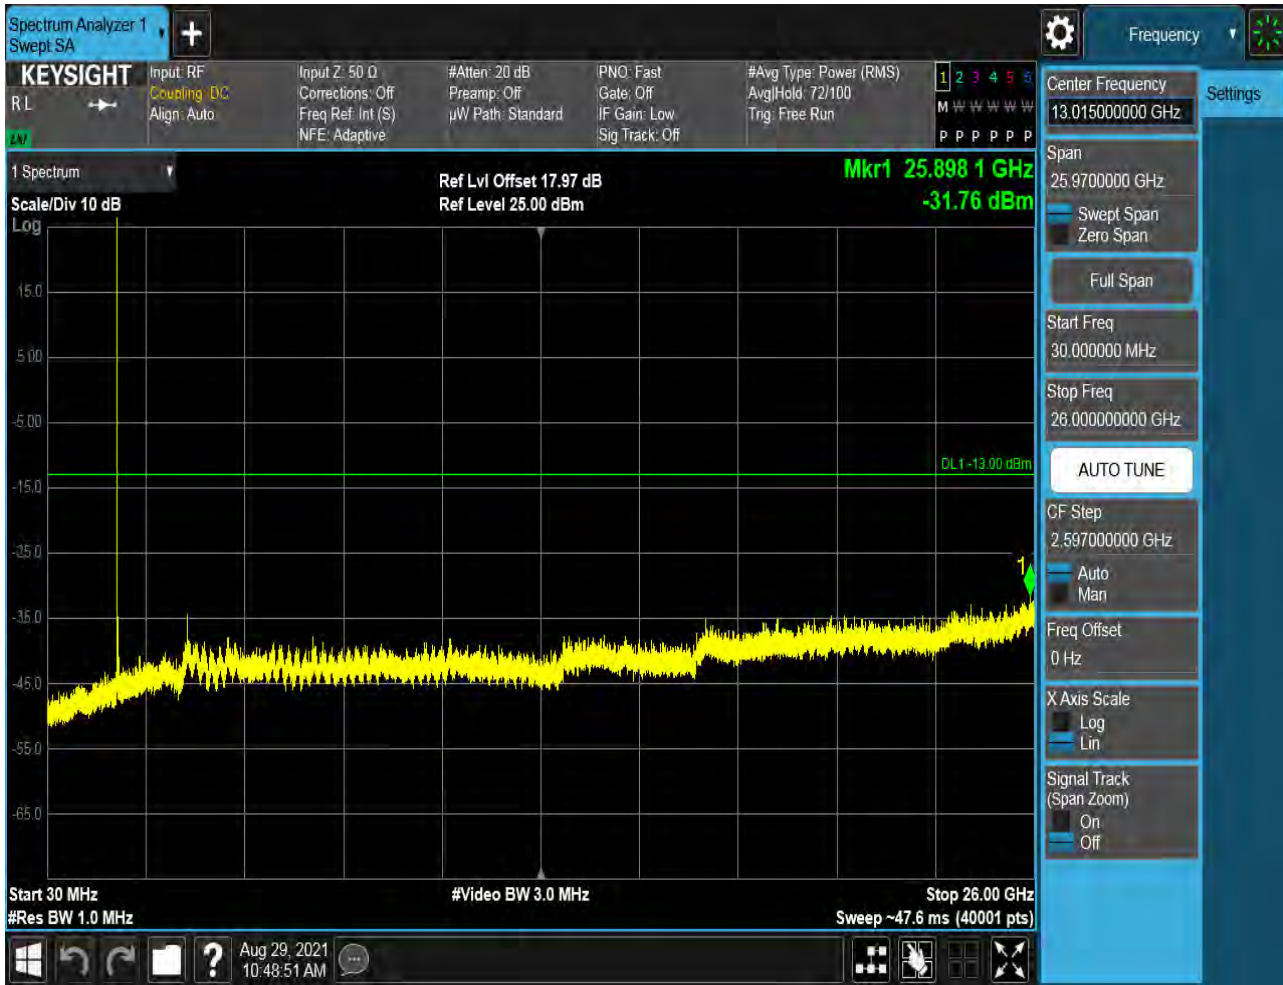 Spectrum Analyzer 1
Swept SA
Frequency
KEYSIGHT
R L
Input: RF
Coupling: DC
Align: Auto
Input Z: 50 Ω
Corrections: Off
Freq Ref: Int (S)
NFE: Adaptive
#Atten: 20 dB
Preamp: Off
µW Path: Standard
PNO: Fast
Gate: Off
IF Gain: Low
Sig Track: Off
#Avg Type: Power (RMS)
Avg|Hold: 72/100
Trig: Free Run
1 2 3 4 5 6
M W W W W W
P P P P P P
1 Spectrum
Scale/Div 10 dB
Log
Ref Lvl Offset 17.97 dB
Ref Level 25.00 dBm
Mkr1 25.898 1 GHz
-31.76 dBm
15.0
5.00
-5.00
-15.0
-25.0
-35.0
-45.0
-55.0
-65.0
DL1 -13.00 dBm
1
Start 30 MHz
#Res BW 1.0 MHz
#Video BW 3.0 MHz
Stop 26.00 GHz
Sweep ~47.6 ms (40001 pts)
Aug 29, 2021
10:48:51 AM
Center Frequency
13.015000000 GHz
Span
25.9700000 GHz
Swept Span
Zero Span
Full Span
Start Freq
30.000000 MHz
Stop Freq
26.000000000 GHz
AUTO TUNE
CF Step
2.597000000 GHz
Auto
Man
Freq Offset
0 Hz
X Axis Scale
Log
Lin
Signal Track
(Span Zoom)
On
Off
Settings